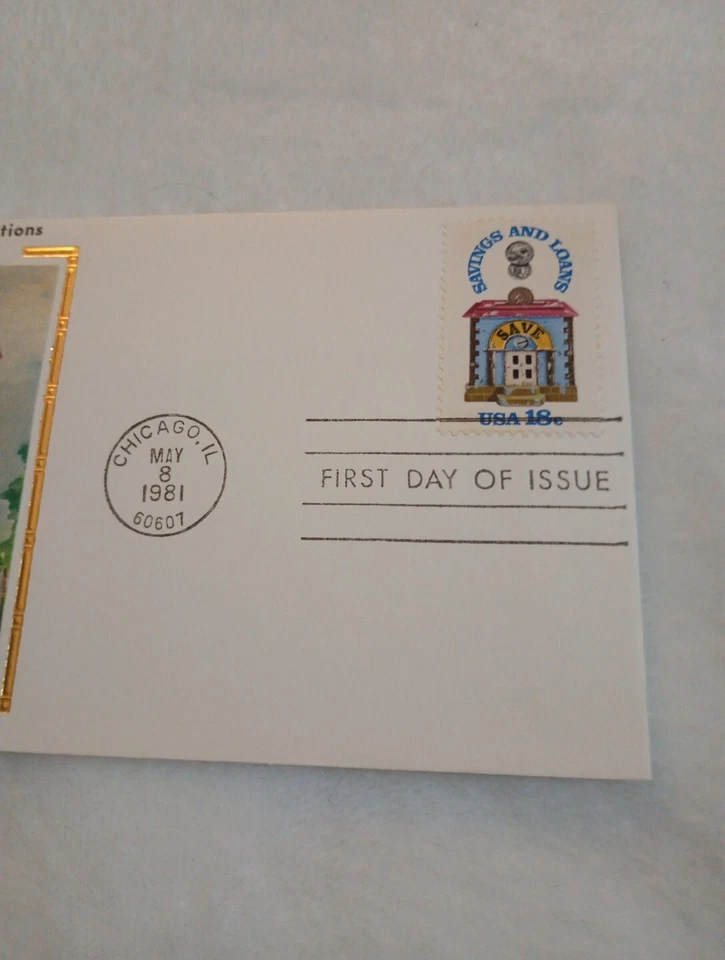 tions
SAVINGS AND LOANS
SAVE
USA 18c
CHICAGO, IL
MAY
8
1981
60607
FIRST DAY OF ISSUE